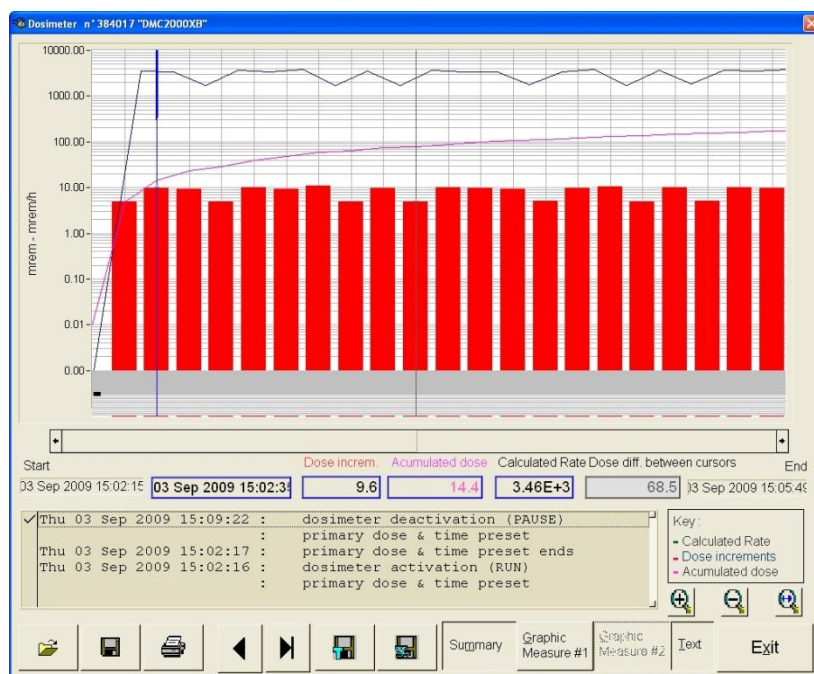 Dosimeter n° 384017 "DMC2000XB"
10000.00
1000.00
100.00
10.00
1.00
0.10
0.01
0.00
mrem - mrem/h
Start
Dose increm.
Acumulated dose
Calculated Rate
Dose diff. between cursors
End
03 Sep 2009 15:02:15
03 Sep 2009 15:02:3
9.6
14.4
3.46E+3
68.5
03 Sep 2009 15:05:49
Thu 03 Sep 2009 15:09:22 : dosimeter deactivation (PAUSE)
: primary dose & time preset
Thu 03 Sep 2009 15:02:17 : primary dose & time preset ends
Thu 03 Sep 2009 15:02:16 : dosimeter activation (RUN)
: primary dose & time preset
Key :
- Calculated Rate
- Dose increments
- Acumulated dose
Summary
Graphic
Measure #1
Graphic
Measure #2
Text
Exit